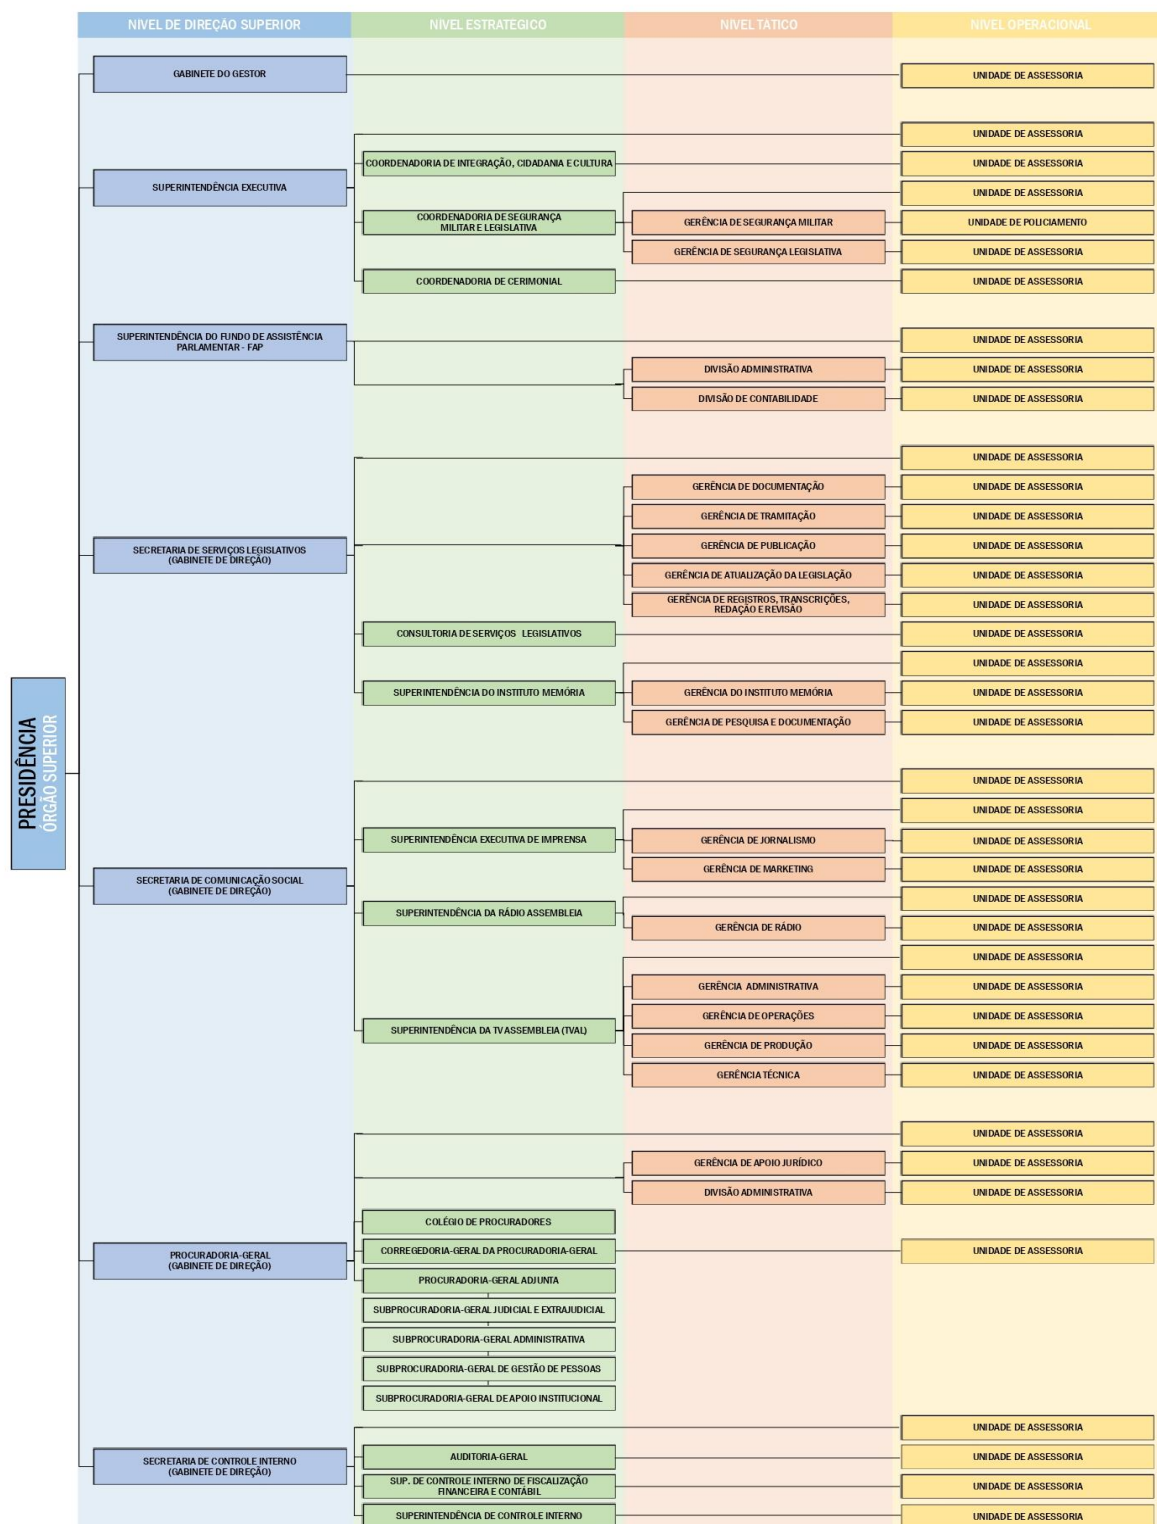 NÍVEL DE DIREÇÃO SUPERIOR
NÍVEL ESTRATÉGICO
NÍVEL TÁTICO
NÍVEL OPERACIONAL
PRESIDÊNCIA
ÓRGÃO SUPERIOR
GABINETE DO GESTOR
UNIDADE DE ASSESSORIA
UNIDADE DE ASSESSORIA
COORDENADORIA DE INTEGRAÇÃO, CIDADANIA E CULTURA
UNIDADE DE ASSESSORIA
SUPERINTENDÊNCIA EXECUTIVA
UNIDADE DE ASSESSORIA
COORDENADORIA DE SEGURANÇA
MILITAR E LEGISLATIVA
GERÊNCIA DE SEGURANÇA MILITAR
UNIDADE DE POLICIAMENTO
GERÊNCIA DE SEGURANÇA LEGISLATIVA
UNIDADE DE ASSESSORIA
COORDENADORIA DE CERIMONIAL
UNIDADE DE ASSESSORIA
SUPERINTENDÊNCIA DO FUNDO DE ASSISTÊNCIA
PARLAMENTAR - FAP
UNIDADE DE ASSESSORIA
DIVISÃO ADMINISTRATIVA
UNIDADE DE ASSESSORIA
DIVISÃO DE CONTABILIDADE
UNIDADE DE ASSESSORIA
UNIDADE DE ASSESSORIA
GERÊNCIA DE DOCUMENTAÇÃO
UNIDADE DE ASSESSORIA
GERÊNCIA DE TRAMITAÇÃO
UNIDADE DE ASSESSORIA
SECRETARIA DE SERVIÇOS LEGISLATIVOS
(GABINETE DE DIREÇÃO)
GERÊNCIA DE PUBLICAÇÃO
UNIDADE DE ASSESSORIA
GERÊNCIA DE ATUALIZAÇÃO DA LEGISLAÇÃO
UNIDADE DE ASSESSORIA
GERÊNCIA DE REGISTROS, TRANSCRIÇÕES,
REDAÇÃO E REVISÃO
UNIDADE DE ASSESSORIA
CONSULTORIA DE SERVIÇOS LEGISLATIVOS
UNIDADE DE ASSESSORIA
UNIDADE DE ASSESSORIA
SUPERINTENDÊNCIA DO INSTITUTO MEMÓRIA
GERÊNCIA DO INSTITUTO MEMÓRIA
UNIDADE DE ASSESSORIA
GERÊNCIA DE PESQUISA E DOCUMENTAÇÃO
UNIDADE DE ASSESSORIA
UNIDADE DE ASSESSORIA
UNIDADE DE ASSESSORIA
SUPERINTENDÊNCIA EXECUTIVA DE IMPRENSA
GERÊNCIA DE JORNALISMO
UNIDADE DE ASSESSORIA
GERÊNCIA DE MARKETING
UNIDADE DE ASSESSORIA
SECRETARIA DE COMUNICAÇÃO SOCIAL
(GABINETE DE DIREÇÃO)
UNIDADE DE ASSESSORIA
SUPERINTENDÊNCIA DA RÁDIO ASSEMBLEIA
GERÊNCIA DE RÁDIO
UNIDADE DE ASSESSORIA
UNIDADE DE ASSESSORIA
GERÊNCIA ADMINISTRATIVA
UNIDADE DE ASSESSORIA
GERÊNCIA DE OPERAÇÕES
UNIDADE DE ASSESSORIA
SUPERINTENDÊNCIA DA TV ASSEMBLEIA (TVAL)
GERÊNCIA DE PRODUÇÃO
UNIDADE DE ASSESSORIA
GERÊNCIA TÉCNICA
UNIDADE DE ASSESSORIA
UNIDADE DE ASSESSORIA
GERÊNCIA DE APOIO JURÍDICO
UNIDADE DE ASSESSORIA
DIVISÃO ADMINISTRATIVA
UNIDADE DE ASSESSORIA
COLÉGIO DE PROCURADORES
PROCURADORIA-GERAL
(GABINETE DE DIREÇÃO)
CORREGEDORIA-GERAL DA PROCURADORIA-GERAL
UNIDADE DE ASSESSORIA
PROCURADORIA-GERAL ADJUNTA
SUBPROCURADORIA-GERAL JUDICIAL E EXTRAJUDICIAL
SUBPROCURADORIA-GERAL ADMINISTRATIVA
SUBPROCURADORIA-GERAL DE GESTÃO DE PESSOAS
SUBPROCURADORIA-GERAL DE APOIO INSTITUCIONAL
UNIDADE DE ASSESSORIA
SECRETARIA DE CONTROLE INTERNO
(GABINETE DE DIREÇÃO)
AUDITORIA-GERAL
UNIDADE DE ASSESSORIA
SUP. DE CONTROLE INTERNO DE FISCALIZAÇÃO
FINANCEIRA E CONTÁBIL
UNIDADE DE ASSESSORIA
SUPERINTENDÊNCIA DE CONTROLE INTERNO
UNIDADE DE ASSESSORIA